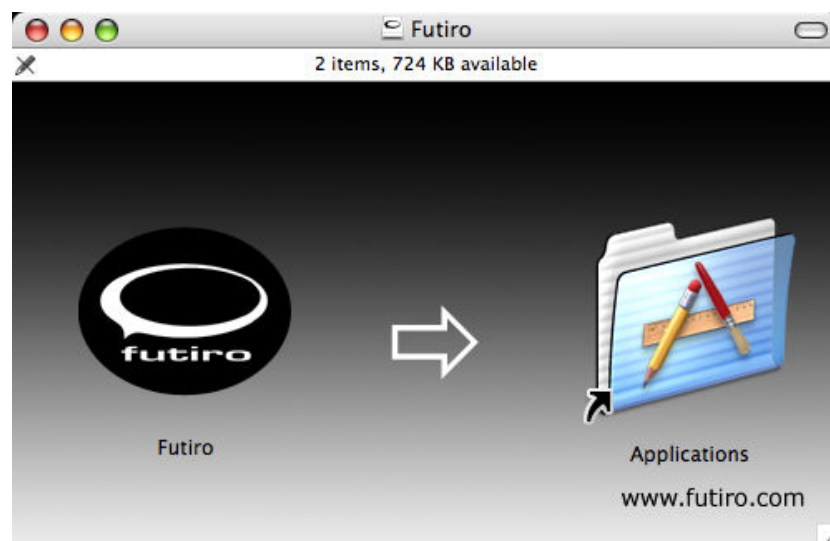 Futiro
2 items, 724 KB available
futiro
Futiro
Applications
www.futiro.com